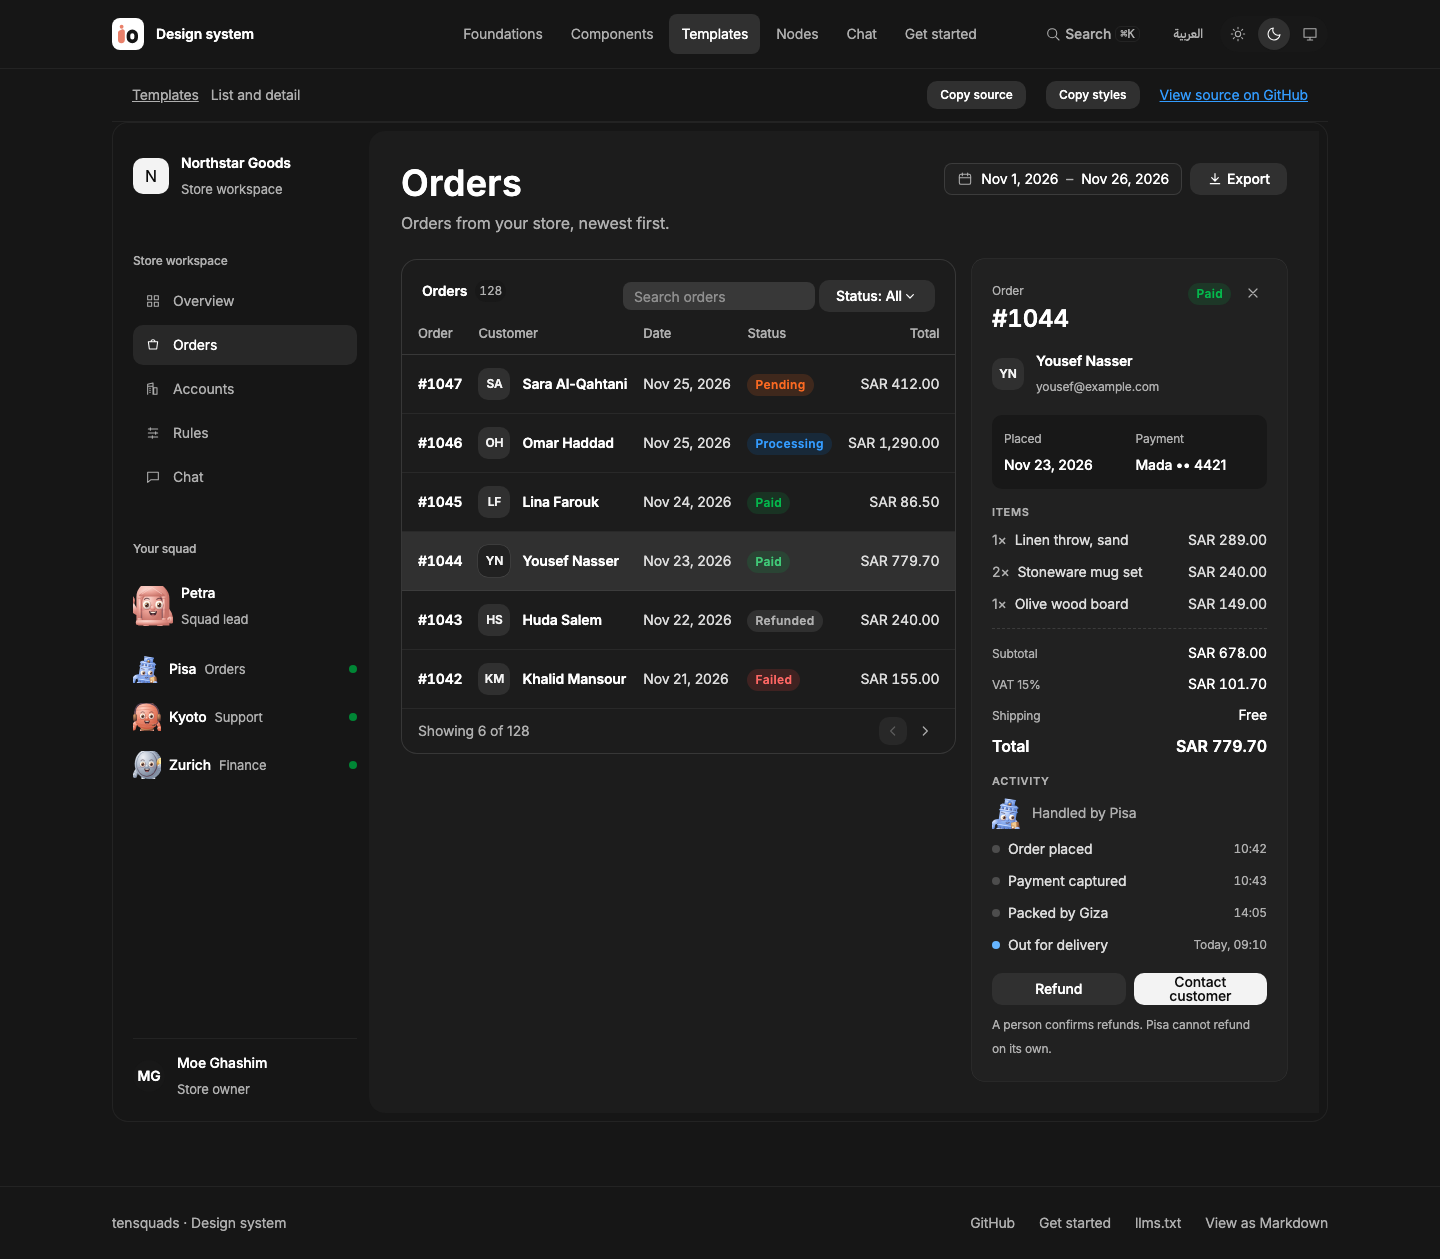 io Design system
Foundations Components Templates Nodes Chat Get started
Search ⌘K العربية
Templates List and detail
Copy source Copy styles View source on GitHub
N Northstar Goods
Store workspace
Store workspace
Overview
Orders
Accounts
Rules
Chat
Your squad
Petra
Squad lead
Pisa Orders
Kyoto Support
Zurich Finance
MG Moe Ghashim
Store owner
Orders
Orders from your store, newest first.
Nov 1, 2026 – Nov 26, 2026 Export
Orders 128 Search orders Status: All
Order Customer Date Status Total
#1047 SA Sara Al-Qahtani Nov 25, 2026 Pending SAR 412.00
#1046 OH Omar Haddad Nov 25, 2026 Processing SAR 1,290.00
#1045 LF Lina Farouk Nov 24, 2026 Paid SAR 86.50
#1044 YN Yousef Nasser Nov 23, 2026 Paid SAR 779.70
#1043 HS Huda Salem Nov 22, 2026 Refunded SAR 240.00
#1042 KM Khalid Mansour Nov 21, 2026 Failed SAR 155.00
Showing 6 of 128
Order Paid
#1044
YN Yousef Nasser
yousef@example.com
Placed Payment
Nov 23, 2026 Mada •• 4421
ITEMS
1× Linen throw, sand SAR 289.00
2× Stoneware mug set SAR 240.00
1× Olive wood board SAR 149.00
Subtotal SAR 678.00
VAT 15% SAR 101.70
Shipping Free
Total SAR 779.70
ACTIVITY
Handled by Pisa
Order placed 10:42
Payment captured 10:43
Packed by Giza 14:05
Out for delivery Today, 09:10
Refund Contact customer
A person confirms refunds. Pisa cannot refund
on its own.
tensquads · Design system
GitHub Get started llms.txt View as Markdown